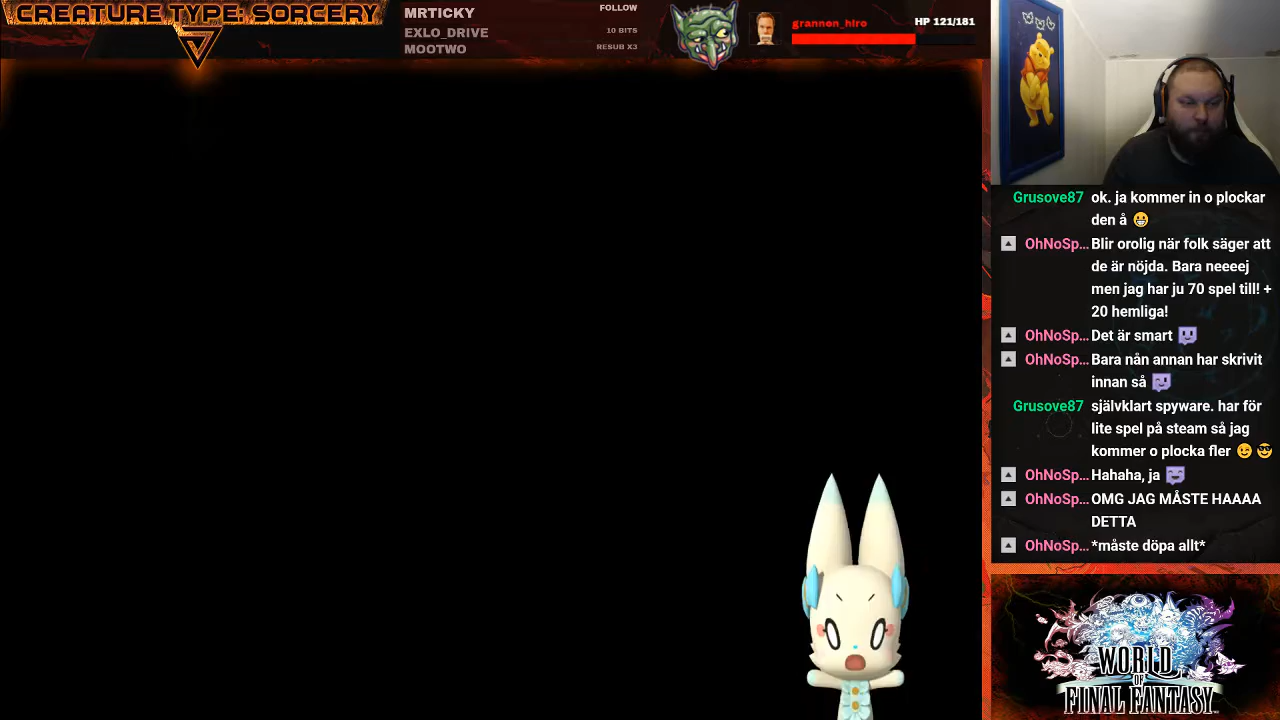 CREATURE TYPE: SORCERY
MRTICKY
FOLLOW
EXLO_DRIVE
10 BITS
MOOTWO
RESUB X3
grannon_hiro
HP 121/181
Grusove87 ok. ja kommer in o plockar
den å
OhNoSp... Blir orolig när folk säger att
de är nöjda. Bara neeeej
men jag har ju 70 spel till! +
20 hemliga!
OhNoSp... Det är smart
OhNoSp... Bara nån annan har skrivit
innan så
Grusove87 självklart spyware. har för
lite spel på steam så jag
kommer o plocka fler
OhNoSp... Hahaha, ja
OhNoSp... OMG JAG MÅSTE HAAAA
DETTA
OhNoSp... *måste döpa allt*
WORLD
OF
FINAL FANTASY